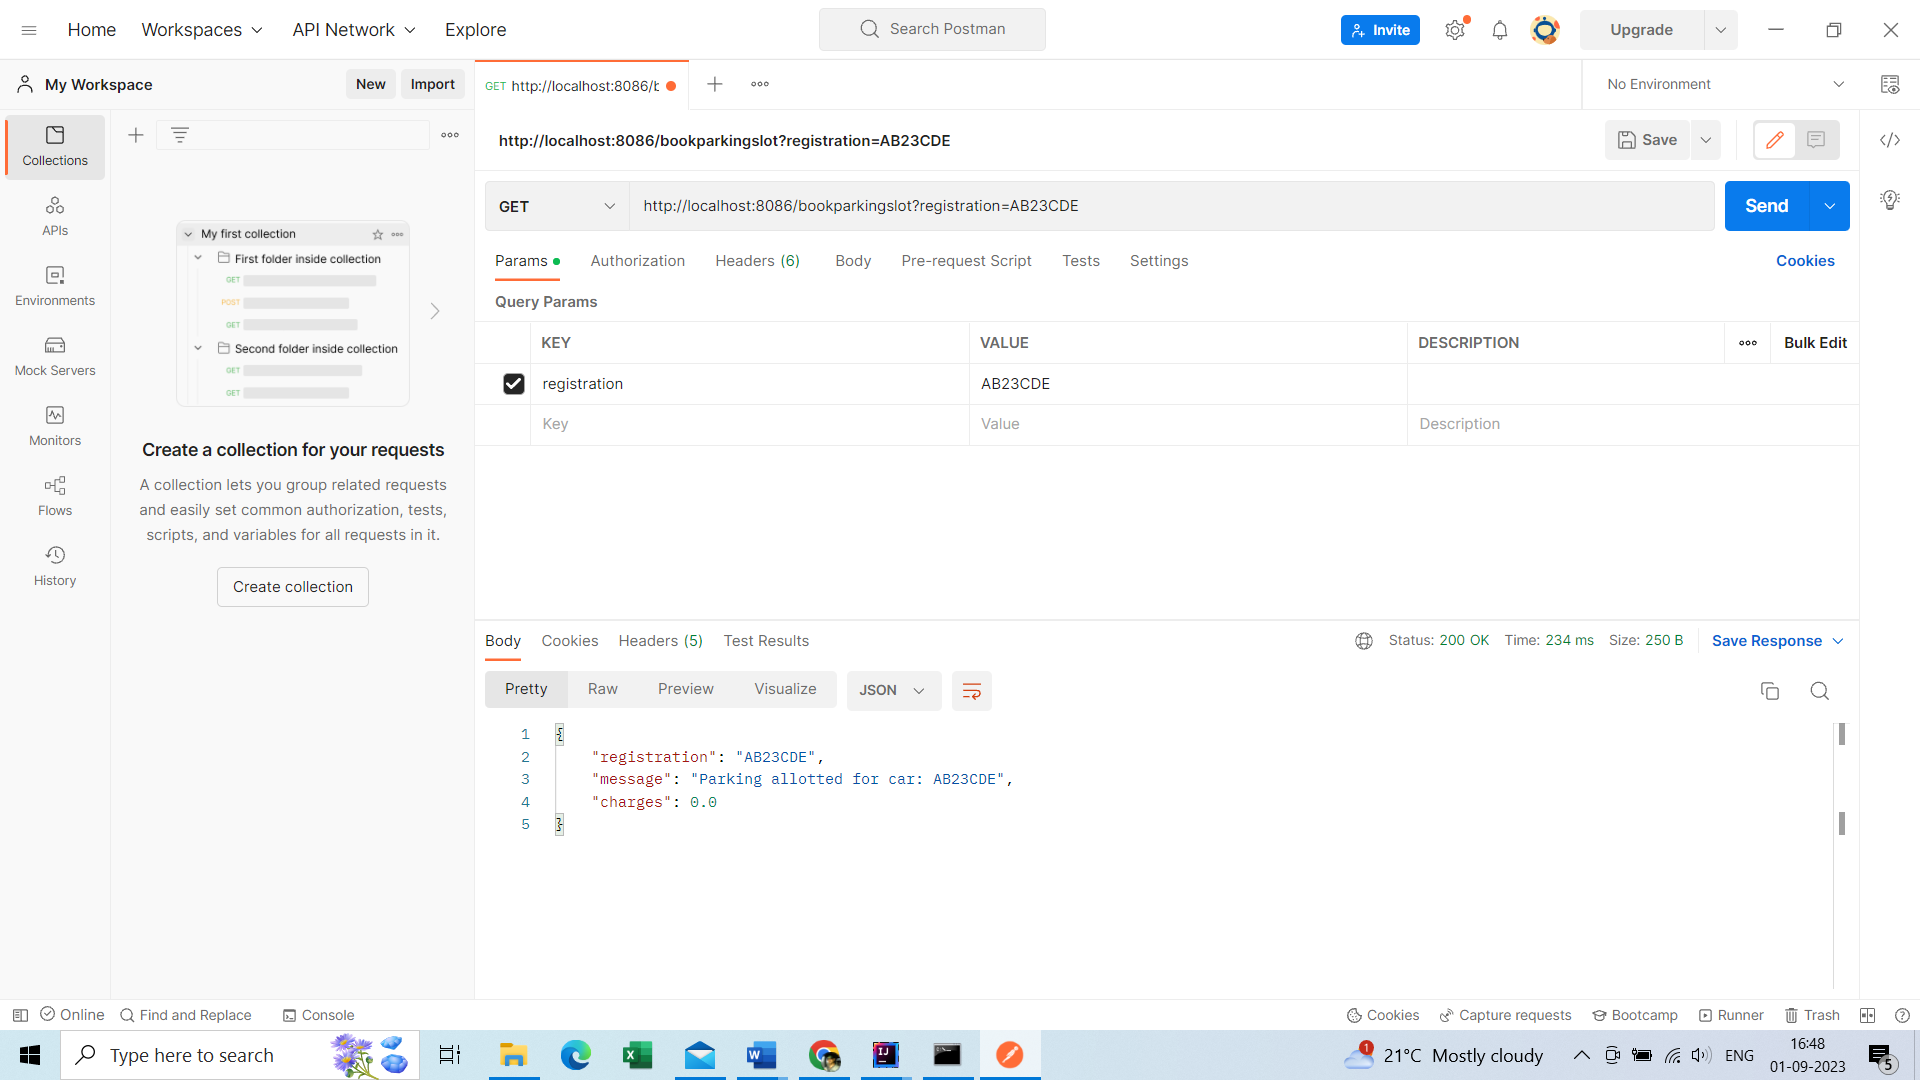 Home Workspaces API Network Explore Search Postman Invite Upgrade
My Workspace New Import GET http://localhost:8086/b No Environment
Collections
APIs
Environments
Mock Servers
Monitors
Flows
History
My first collection
First folder inside collection
GET
POST
GET
Second folder inside collection
GET
GET
Create a collection for your requests
A collection lets you group related requests
and easily set common authorization, tests,
scripts, and variables for all requests in it.
Create collection
http://localhost:8086/bookparkingslot?registration=AB23CDE Save
GET http://localhost:8086/bookparkingslot?registration=AB23CDE Send
Params Authorization Headers (6) Body Pre-request Script Tests Settings Cookies
Query Params
KEY VALUE DESCRIPTION Bulk Edit
registration AB23CDE
Key Value Description
Body Cookies Headers (5) Test Results Status: 200 OK Time: 234 ms Size: 250 B Save Response
Pretty Raw Preview Visualize JSON
1 {
2 "registration": "AB23CDE",
3 "message": "Parking allotted for car: AB23CDE",
4 "charges": 0.0
5 }
Online Find and Replace Console Cookies Capture requests Bootcamp Runner Trash
Type here to search 1 21°C Mostly cloudy ENG 16:48
01-09-2023 5